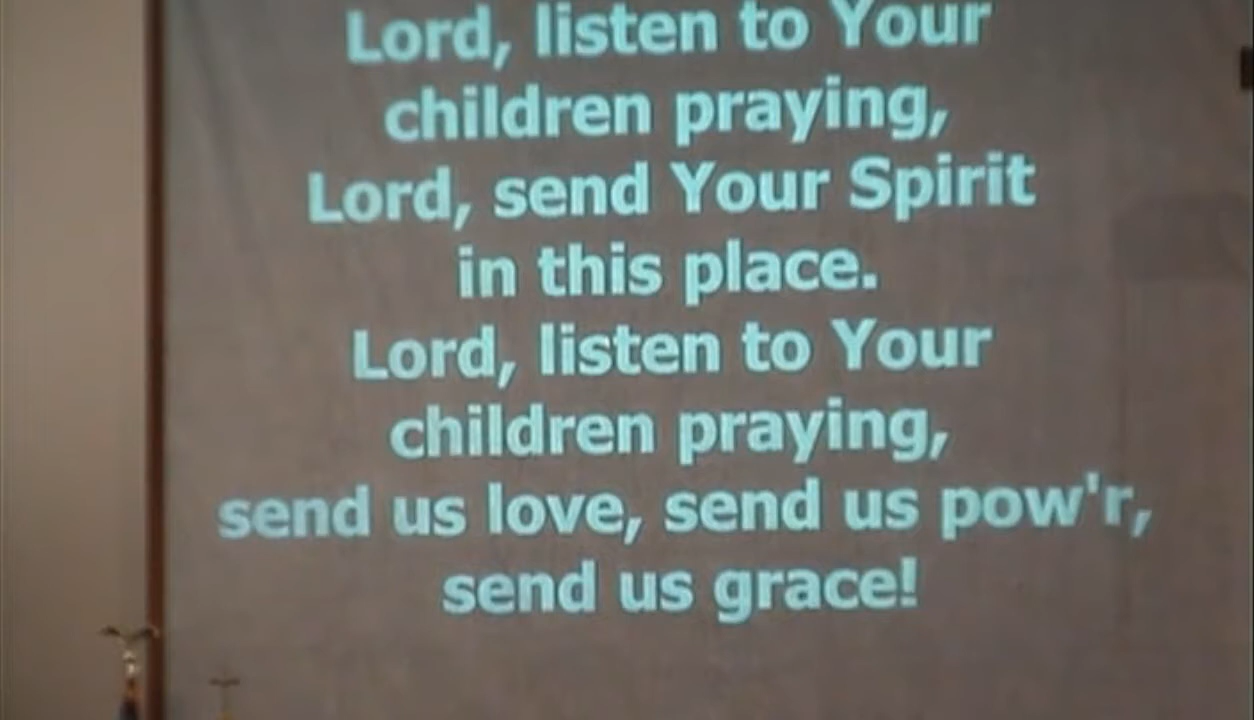 Lord, listen to Your
children praying,
Lord, send Your Spirit
in this place.
Lord, listen to Your
children praying,
send us love, send us pow'r,
send us grace!